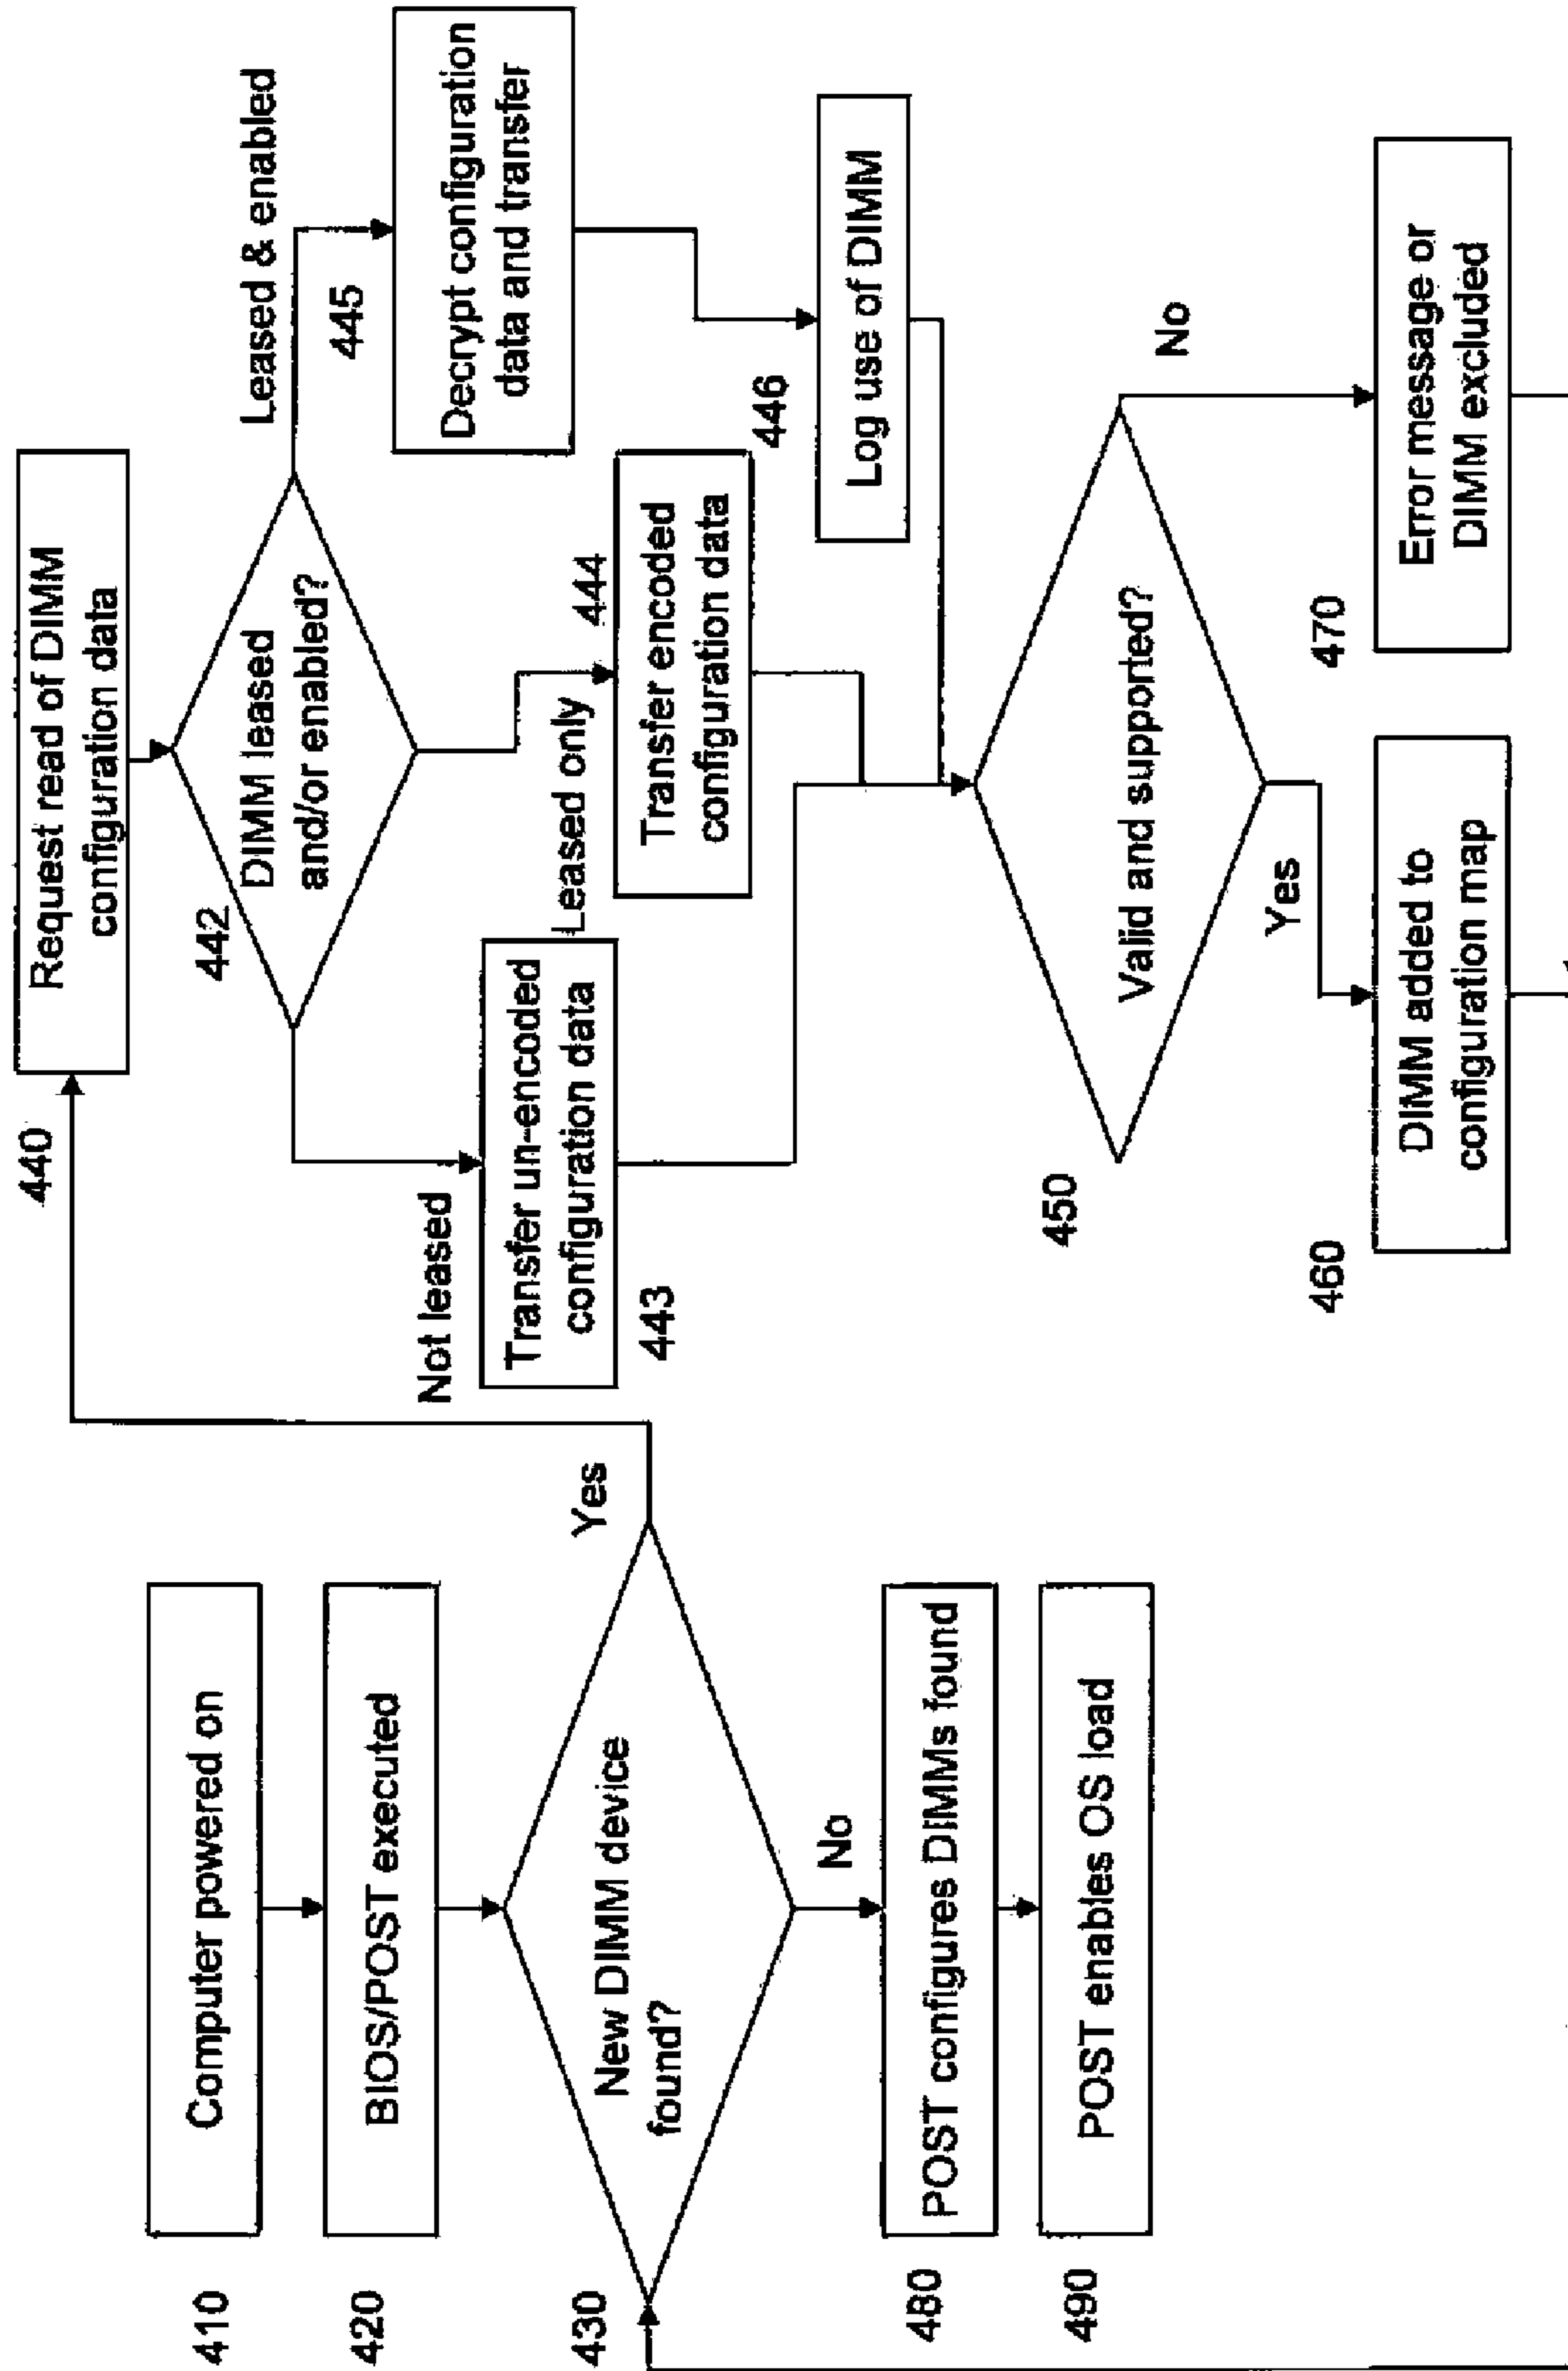 410
Computer powered on
420
BIOS/POST executed
430
New DIMM device
found?
Yes
No
480
POST configures DIMMs found
490
POST enables OS load
440
Request read of DIMM
configuration data
442
DIMM leased
and/or enabled?
Not leased
Leased only
Leased & enabled
443
Transfer un-encoded
configuration data
444
Transfer encoded
configuration data
445
Decrypt configuration
data and transfer
446
Log use of DIMM
450
Valid and supported?
Yes
No
460
DIMM added to
configuration map
470
Error message or
DIMM excluded